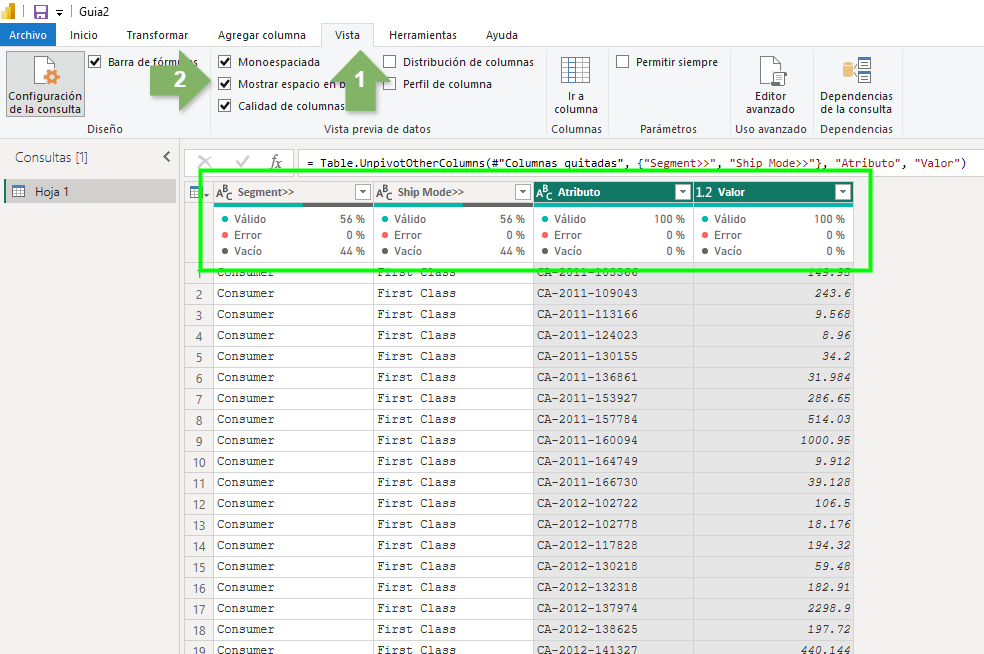 Guia2
Archivo Inicio Transformar Agregar columna Vista Herramientas Ayuda
Configuración
de la consulta
Barra de fórmulas
Monoespaciada
Mostrar espacio en b
Calidad de columnas
Distribución de columnas
Perfil de columna
Ir a
columna
Permitir siempre
Editor
avanzado
Dependencias
de la consulta
2
1
Diseño Vista previa de datos Columnas Parámetros Uso avanzado Dependencias
Consultas [1]
Hoja 1
fx
= Table.UnpivotOtherColumns(#"Columnas quitadas", {"Segment>>", "Ship Mode>>"}, "Atributo", "Valor")
ABC Segment>> ABC Ship Mode>> ABC Atributo 1.2 Valor
Válido 56 % Válido 56 % Válido 100 % Válido 100 %
Error 0 % Error 0 % Error 0 % Error 0 %
Vacío 44 % Vacío 44 % Vacío 0 % Vacío 0 %
1 Consumer First Class CA-2011-103366 149.95
2 Consumer First Class CA-2011-109043 243.6
3 Consumer First Class CA-2011-113166 9.568
4 Consumer First Class CA-2011-124023 8.96
5 Consumer First Class CA-2011-130155 34.2
6 Consumer First Class CA-2011-136861 31.984
7 Consumer First Class CA-2011-153927 286.65
8 Consumer First Class CA-2011-157784 514.03
9 Consumer First Class CA-2011-160094 1000.95
10 Consumer First Class CA-2011-164749 9.912
11 Consumer First Class CA-2011-166730 39.128
12 Consumer First Class CA-2012-102722 106.5
13 Consumer First Class CA-2012-102778 18.176
14 Consumer First Class CA-2012-117828 194.32
15 Consumer First Class CA-2012-130218 59.48
16 Consumer First Class CA-2012-132318 182.91
17 Consumer First Class CA-2012-137974 2298.9
18 Consumer First Class CA-2012-138625 197.72
19 Consumer First Class CA-2012-141327 440.144